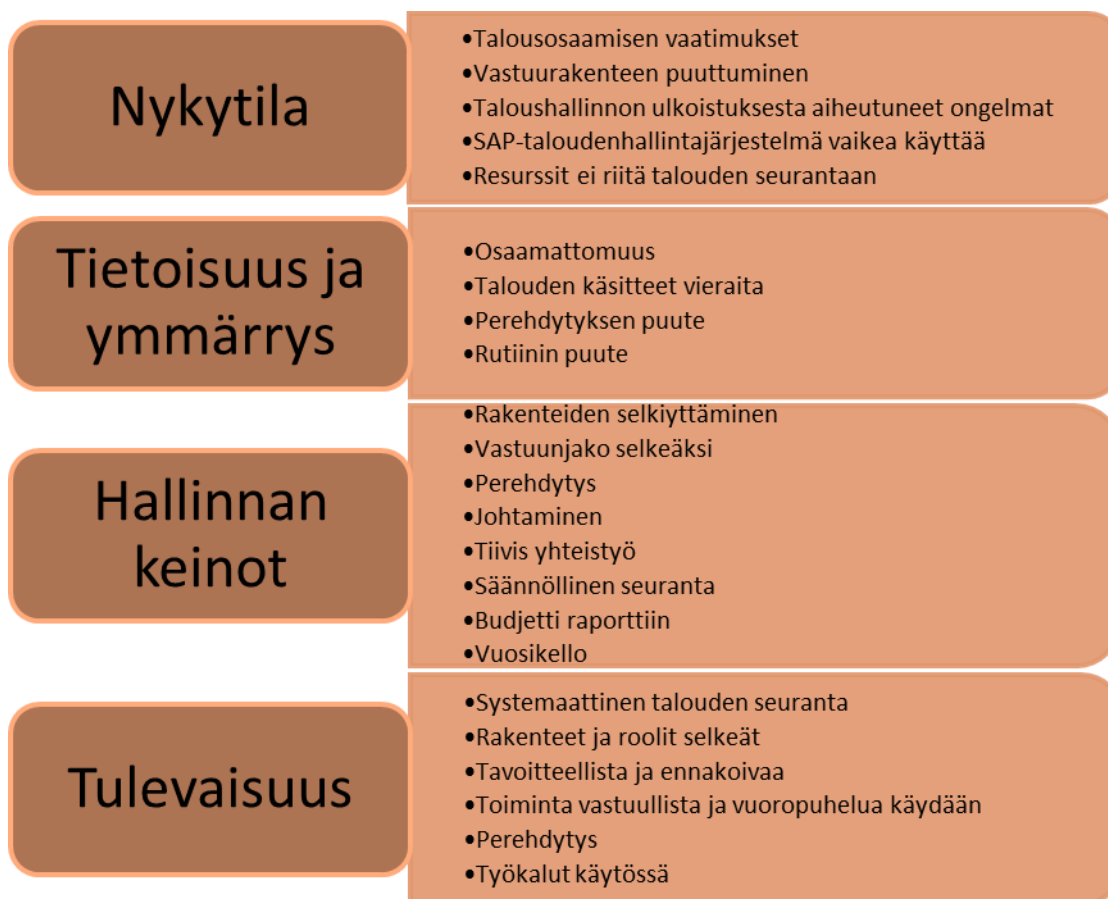 Nykytila
•Talousosaamisen vaatimukset
•Vastuurakenteen puuttuminen
•Taloushallinnon ulkoistuksesta aiheutuneet ongelmat
•SAP-taloudenhallintajärjestelmä vaikea käyttää
•Resurssit ei riitä talouden seurantaan
Tietoisuus ja
ymmärrys
•Osaamattomuus
•Talouden käsitteet vieraita
•Perehdytyksen puute
•Rutiinin puute
Hallinnan
keinot
•Rakenteiden selkiyttäminen
•Vastuunjako selkeäksi
•Perehdytys
•Johtaminen
•Tiivis yhteistyö
•Säännöllinen seuranta
•Budjetti raporttiin
•Vuosikello
Tulevaisuus
•Systemaattinen talouden seuranta
•Rakenteet ja roolit selkeät
•Tavoitteellista ja ennakoivaa
•Toiminta vastuullista ja vuoropuhelua käydään
•Perehdytys
•Työkalut käytössä